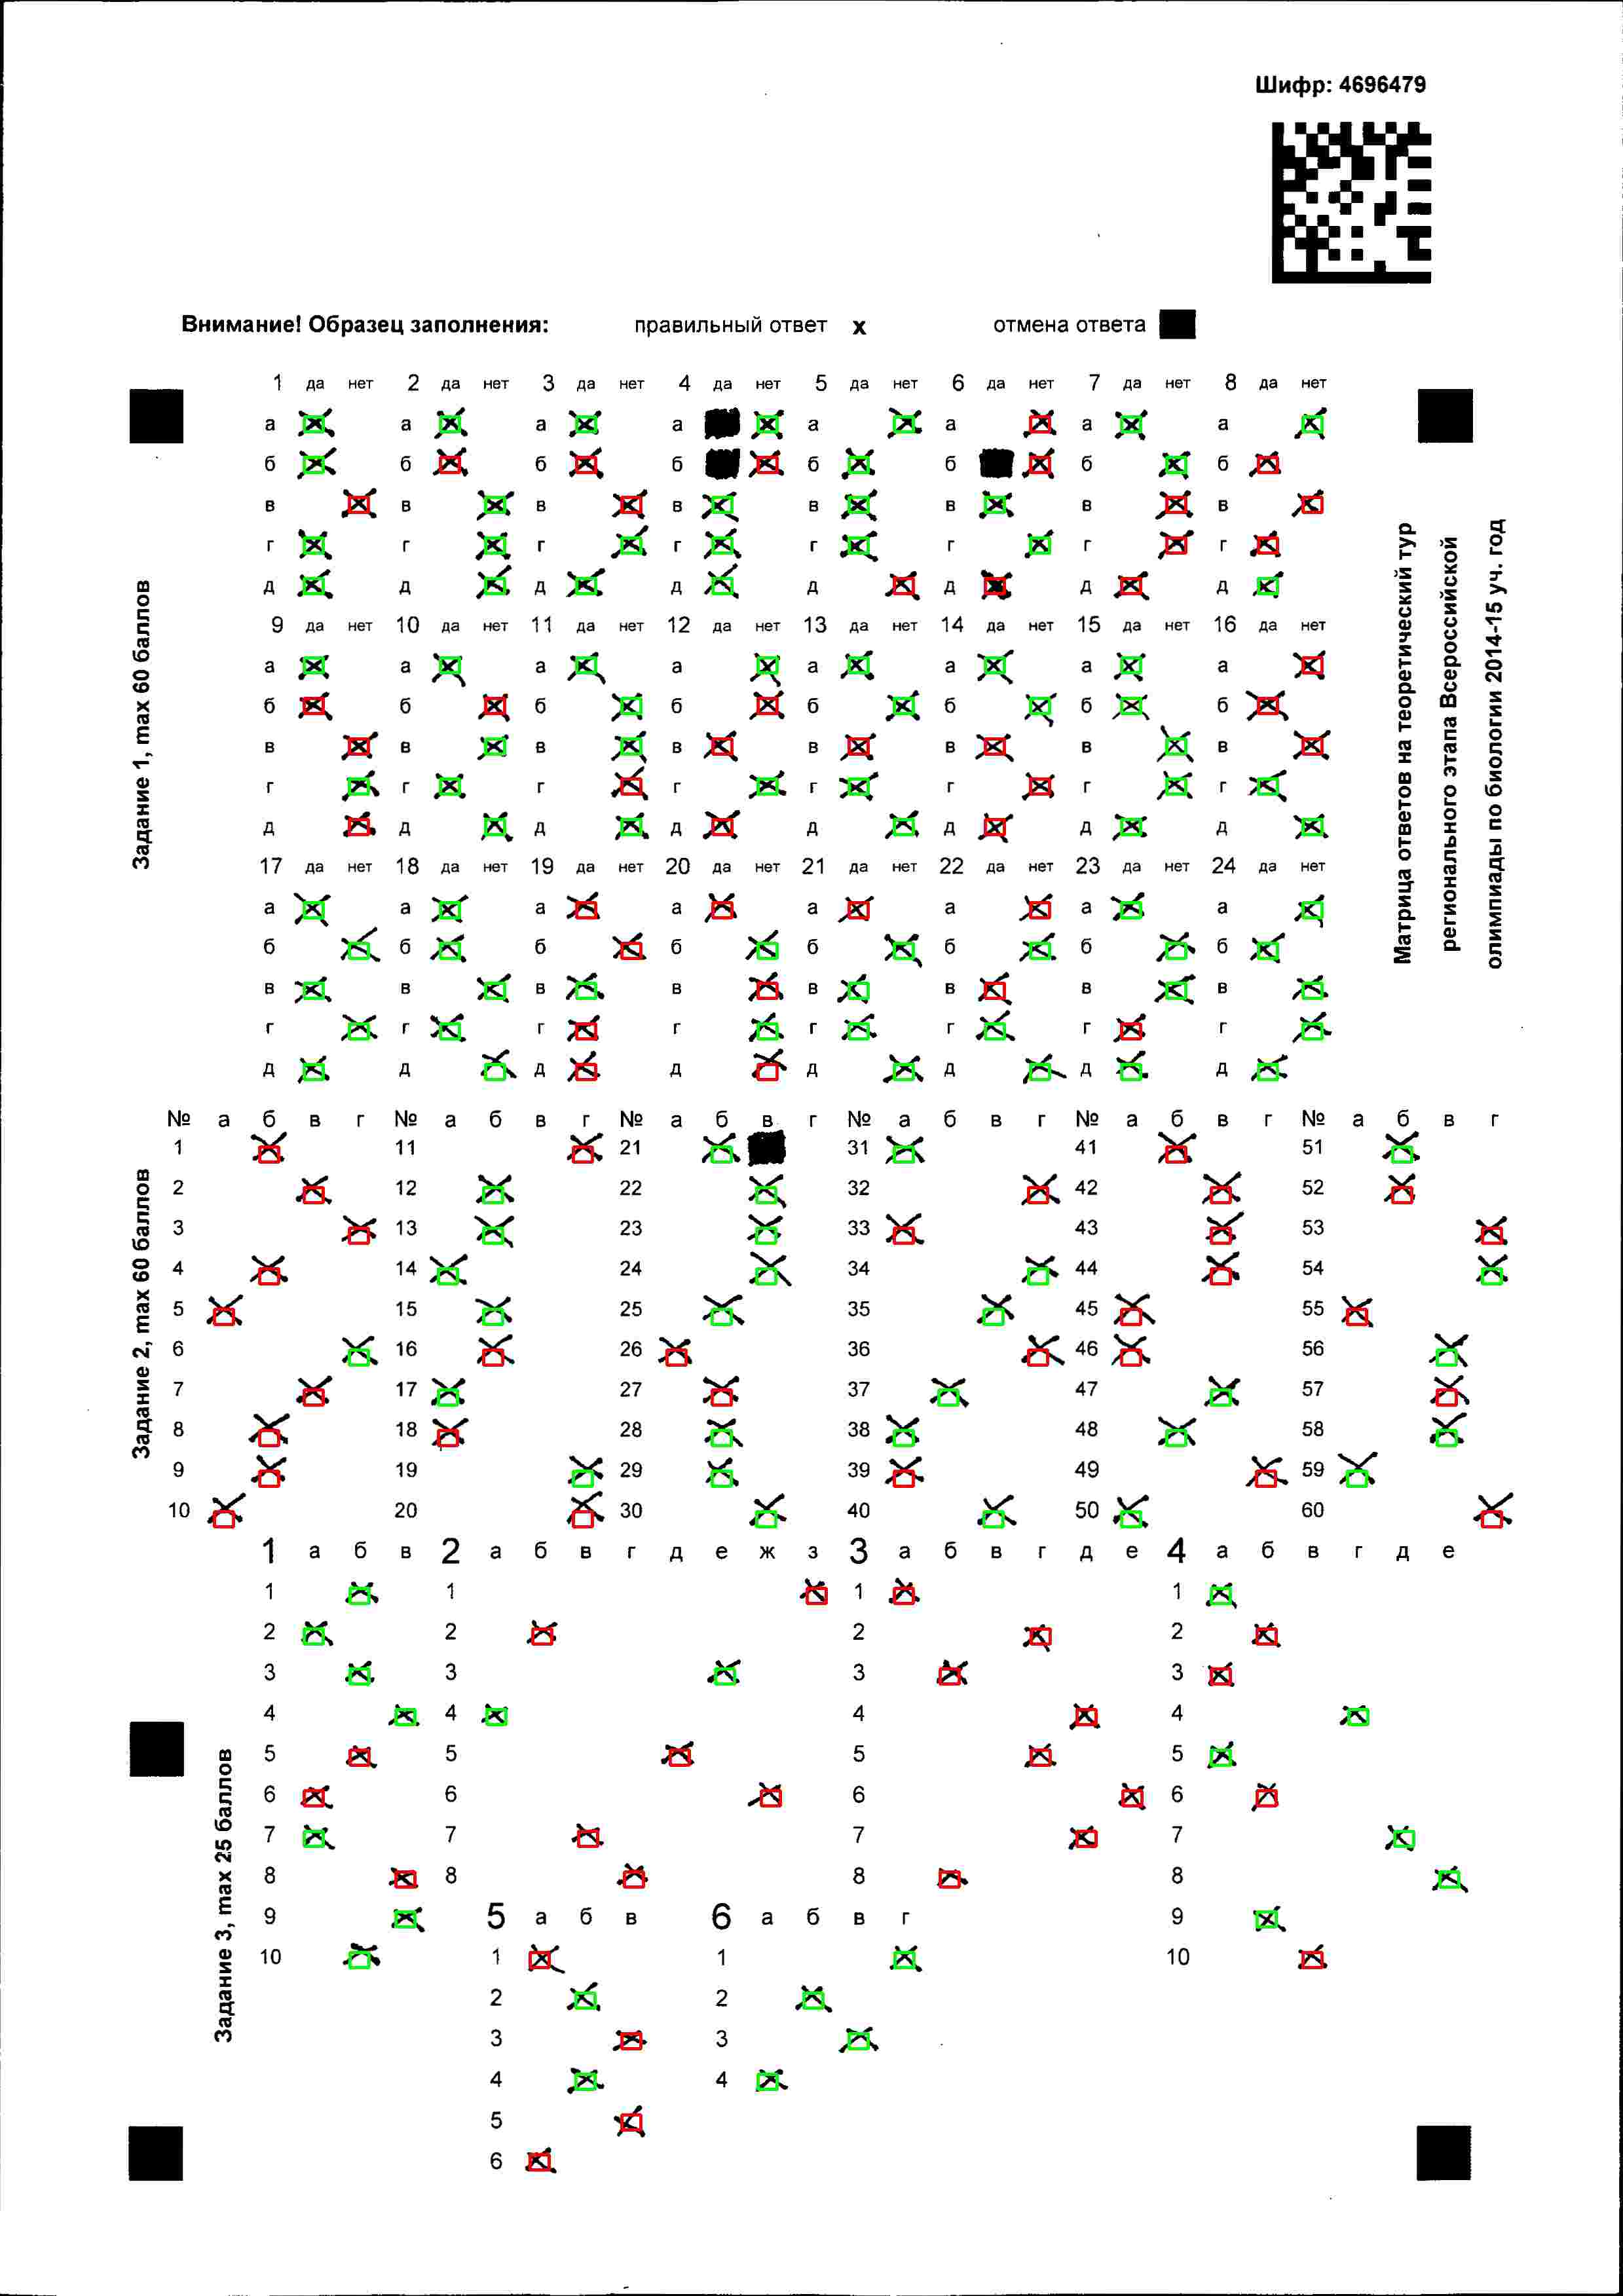 Шифр: 4696479
Внимание! Образец заполнения: правильный ответ x отмена ответа
Матрица ответов на теоретический тур
регионального этапа Всероссийской
олимпиады по биологии 2014-15 уч. год
Задание 1, max 60 баллов
1 да нет 2 да нет 3 да нет 4 да нет 5 да нет 6 да нет 7 да нет 8 да нет
а а а а а а а а
б б б б б б б б
в в в в в в в в
г г г г г г г г
д д д д д д д д
9 да нет 10 да нет 11 да нет 12 да нет 13 да нет 14 да нет 15 да нет 16 да нет
а а а а а а а а
б б б б б б б б
в в в в в в в в
г г г г г г г г
д д д д д д д д
17 да нет 18 да нет 19 да нет 20 да нет 21 да нет 22 да нет 23 да нет 24 да нет
а а а а а а а а
б б б б б б б б
в в в в в в в в
г г г г г г г г
д д д д д д д д
Задание 2, max 60 баллов
№ а б в г № а б в г № а б в г № а б в г № а б в г № а б в г
1 11 21 31 41 51
2 12 22 32 42 52
3 13 23 33 43 53
4 14 24 34 44 54
5 15 25 35 45 55
6 16 26 36 46 56
7 17 27 37 47 57
8 18 28 38 48 58
9 19 29 39 49 59
10 20 30 40 50 60
Задание 3, max 25 баллов
1 а б в 2 а б в г д е ж з 3 а б в г д е 4 а б в г д е
1 1 1 1
2 2 2 2
3 3 3 3
4 4 4 4
5 5 5 5
6 6 6 6
7 7 7 7
8 8 8 8
9 5 а б в 6 а б в г 9
10 1 1 10
2 2
3 3
4 4
5
6